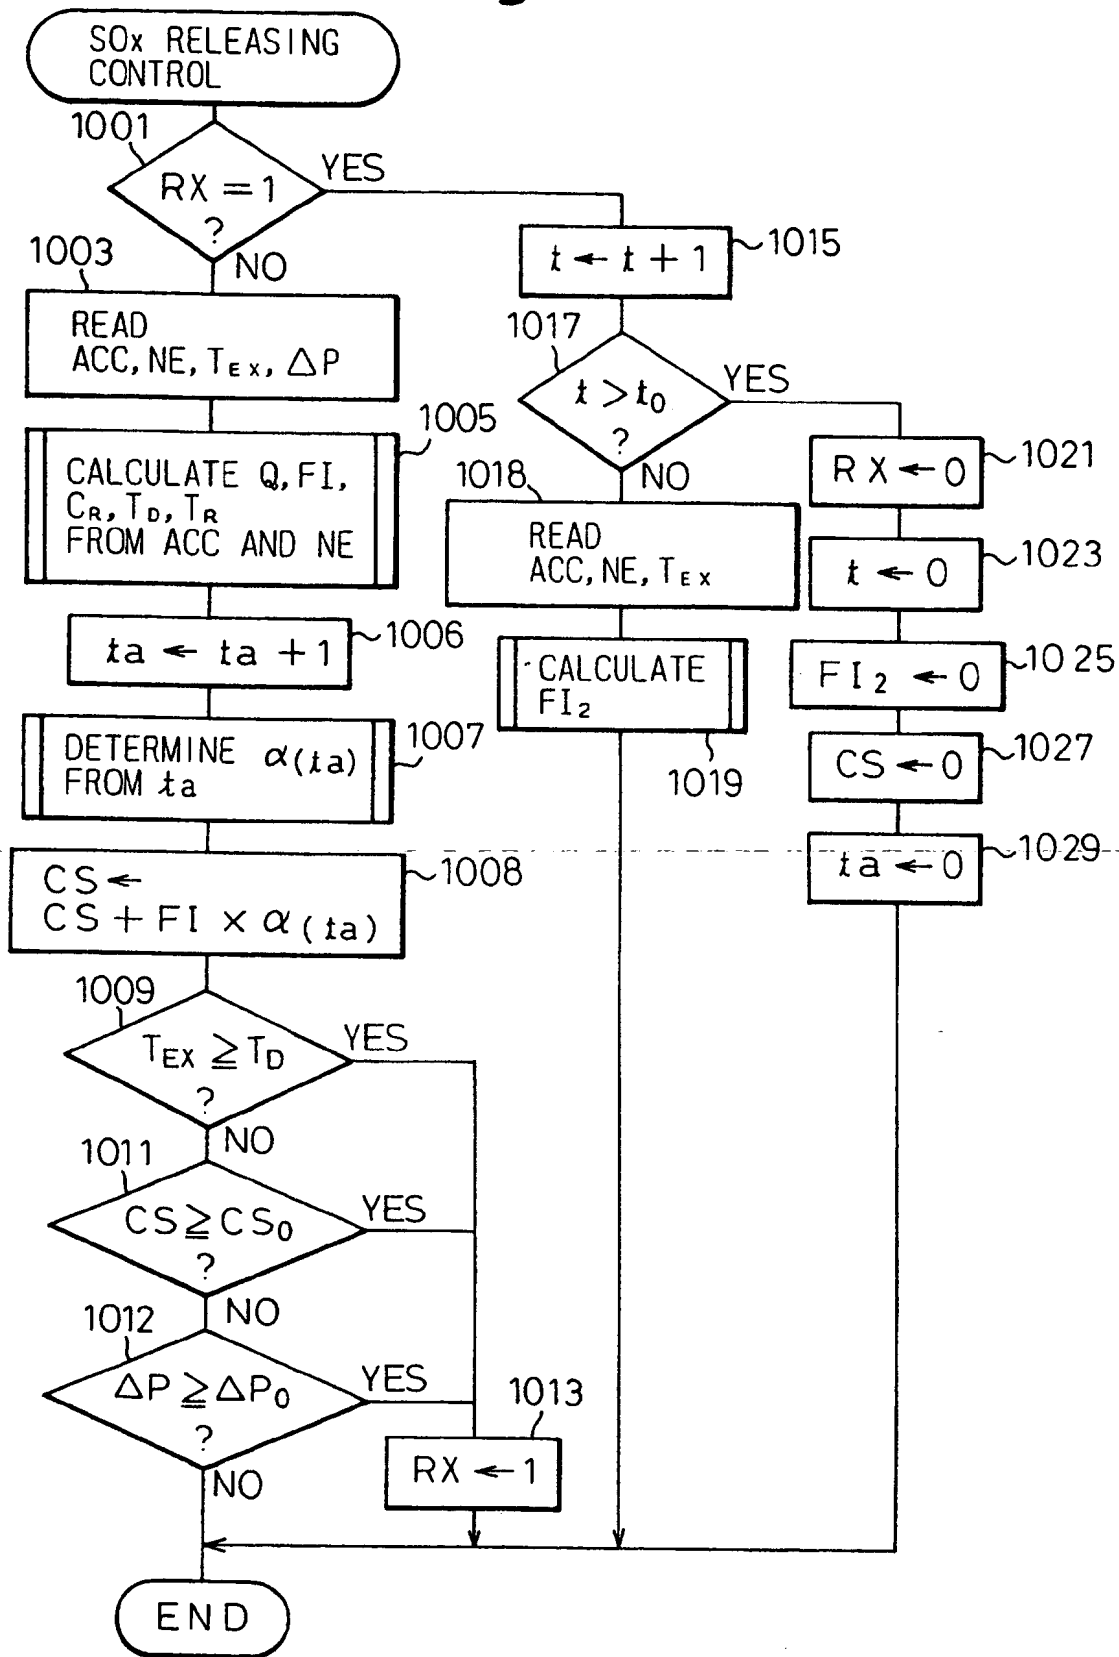 SOx RELEASING
CONTROL
1001
RX = 1
?
YES
NO
1003
READ
ACC, NE, TEX, △P
1005
CALCULATE Q, FI,
CR, TD, TR
FROM ACC AND NE
1006
ta ← ta + 1
1007
DETERMINE α(ta)
FROM ta
1008
CS ←
CS + FI × α(ta)
1009
TEX ≧ TD
?
YES
NO
1011
CS ≧ CS0
?
YES
NO
1012
△P ≧ △P0
?
YES
NO
1013
RX ← 1
1015
t ← t + 1
1017
t > t0
?
YES
NO
1018
READ
ACC, NE, TEX
CALCULATE
FI2
1019
RX ← 0
1021
t ← 0
1023
FI2 ← 0
1025
CS ← 0
1027
ta ← 0
1029
END